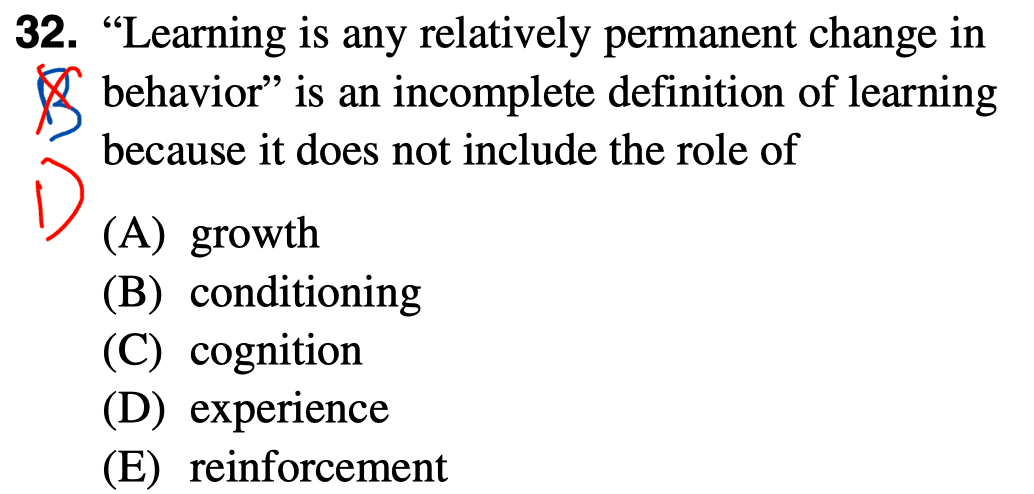 32. “Learning is any relatively permanent change in
B
behavior” is an incomplete definition of learning
because it does not include the role of
D
(A) growth
(B) conditioning
(C) cognition
(D) experience
(E) reinforcement